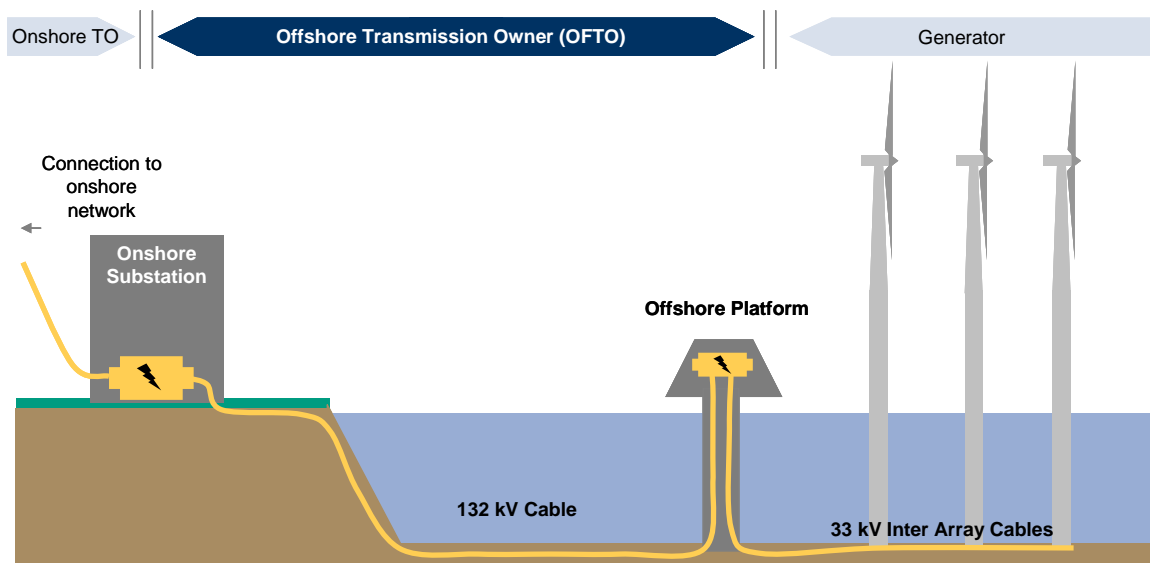 Onshore TO
Offshore Transmission Owner (OFTO)
Generator
Connection to
onshore
network
Onshore
Substation
Offshore Platform
132 kV Cable
33 kV Inter Array Cables